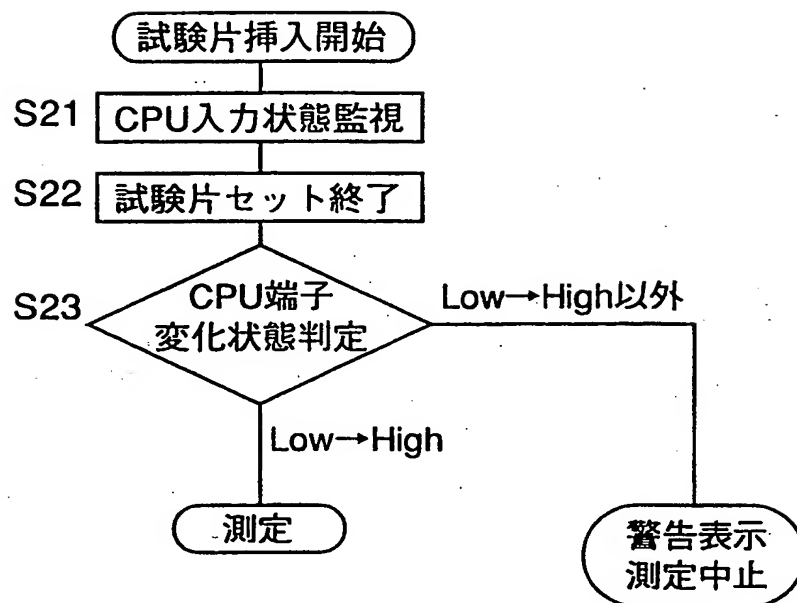 試験片挿入開始
S21
CPU入力状態監視
S22
試験片セット終了
S23
CPU端子
変化状態判定
Low→High以外
Low→High
測定
警告表示
測定中止